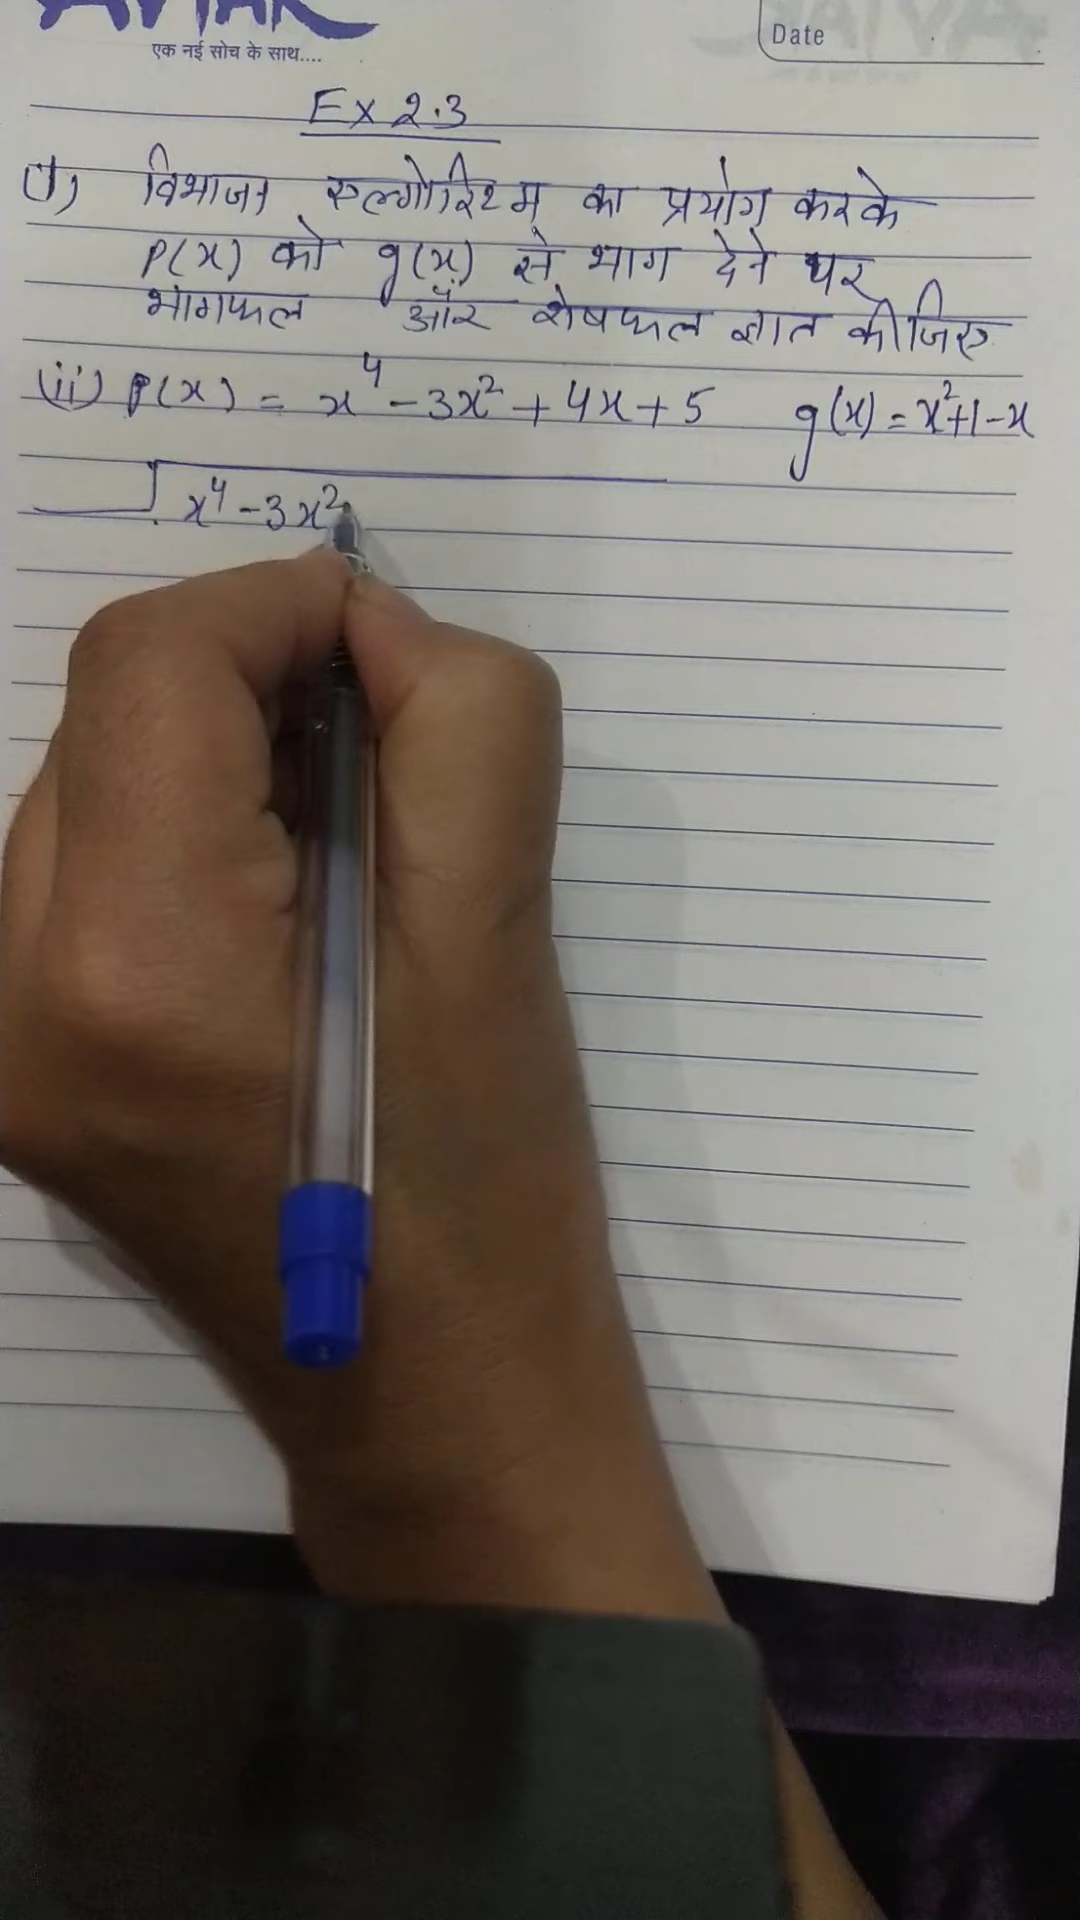 एक नई सोच के साथ....
Date
Ex 2.3
(1) विभाजन एल्गोरिथ्म का प्रयोग करके
P(x) को g(x) से भाग देने पर
भागफल और शेषफल ज्ञात कीजिए
(ii) P(x) = x⁴ - 3x² + 4x + 5 g(x) = x²+1-x
x⁴ - 3x²